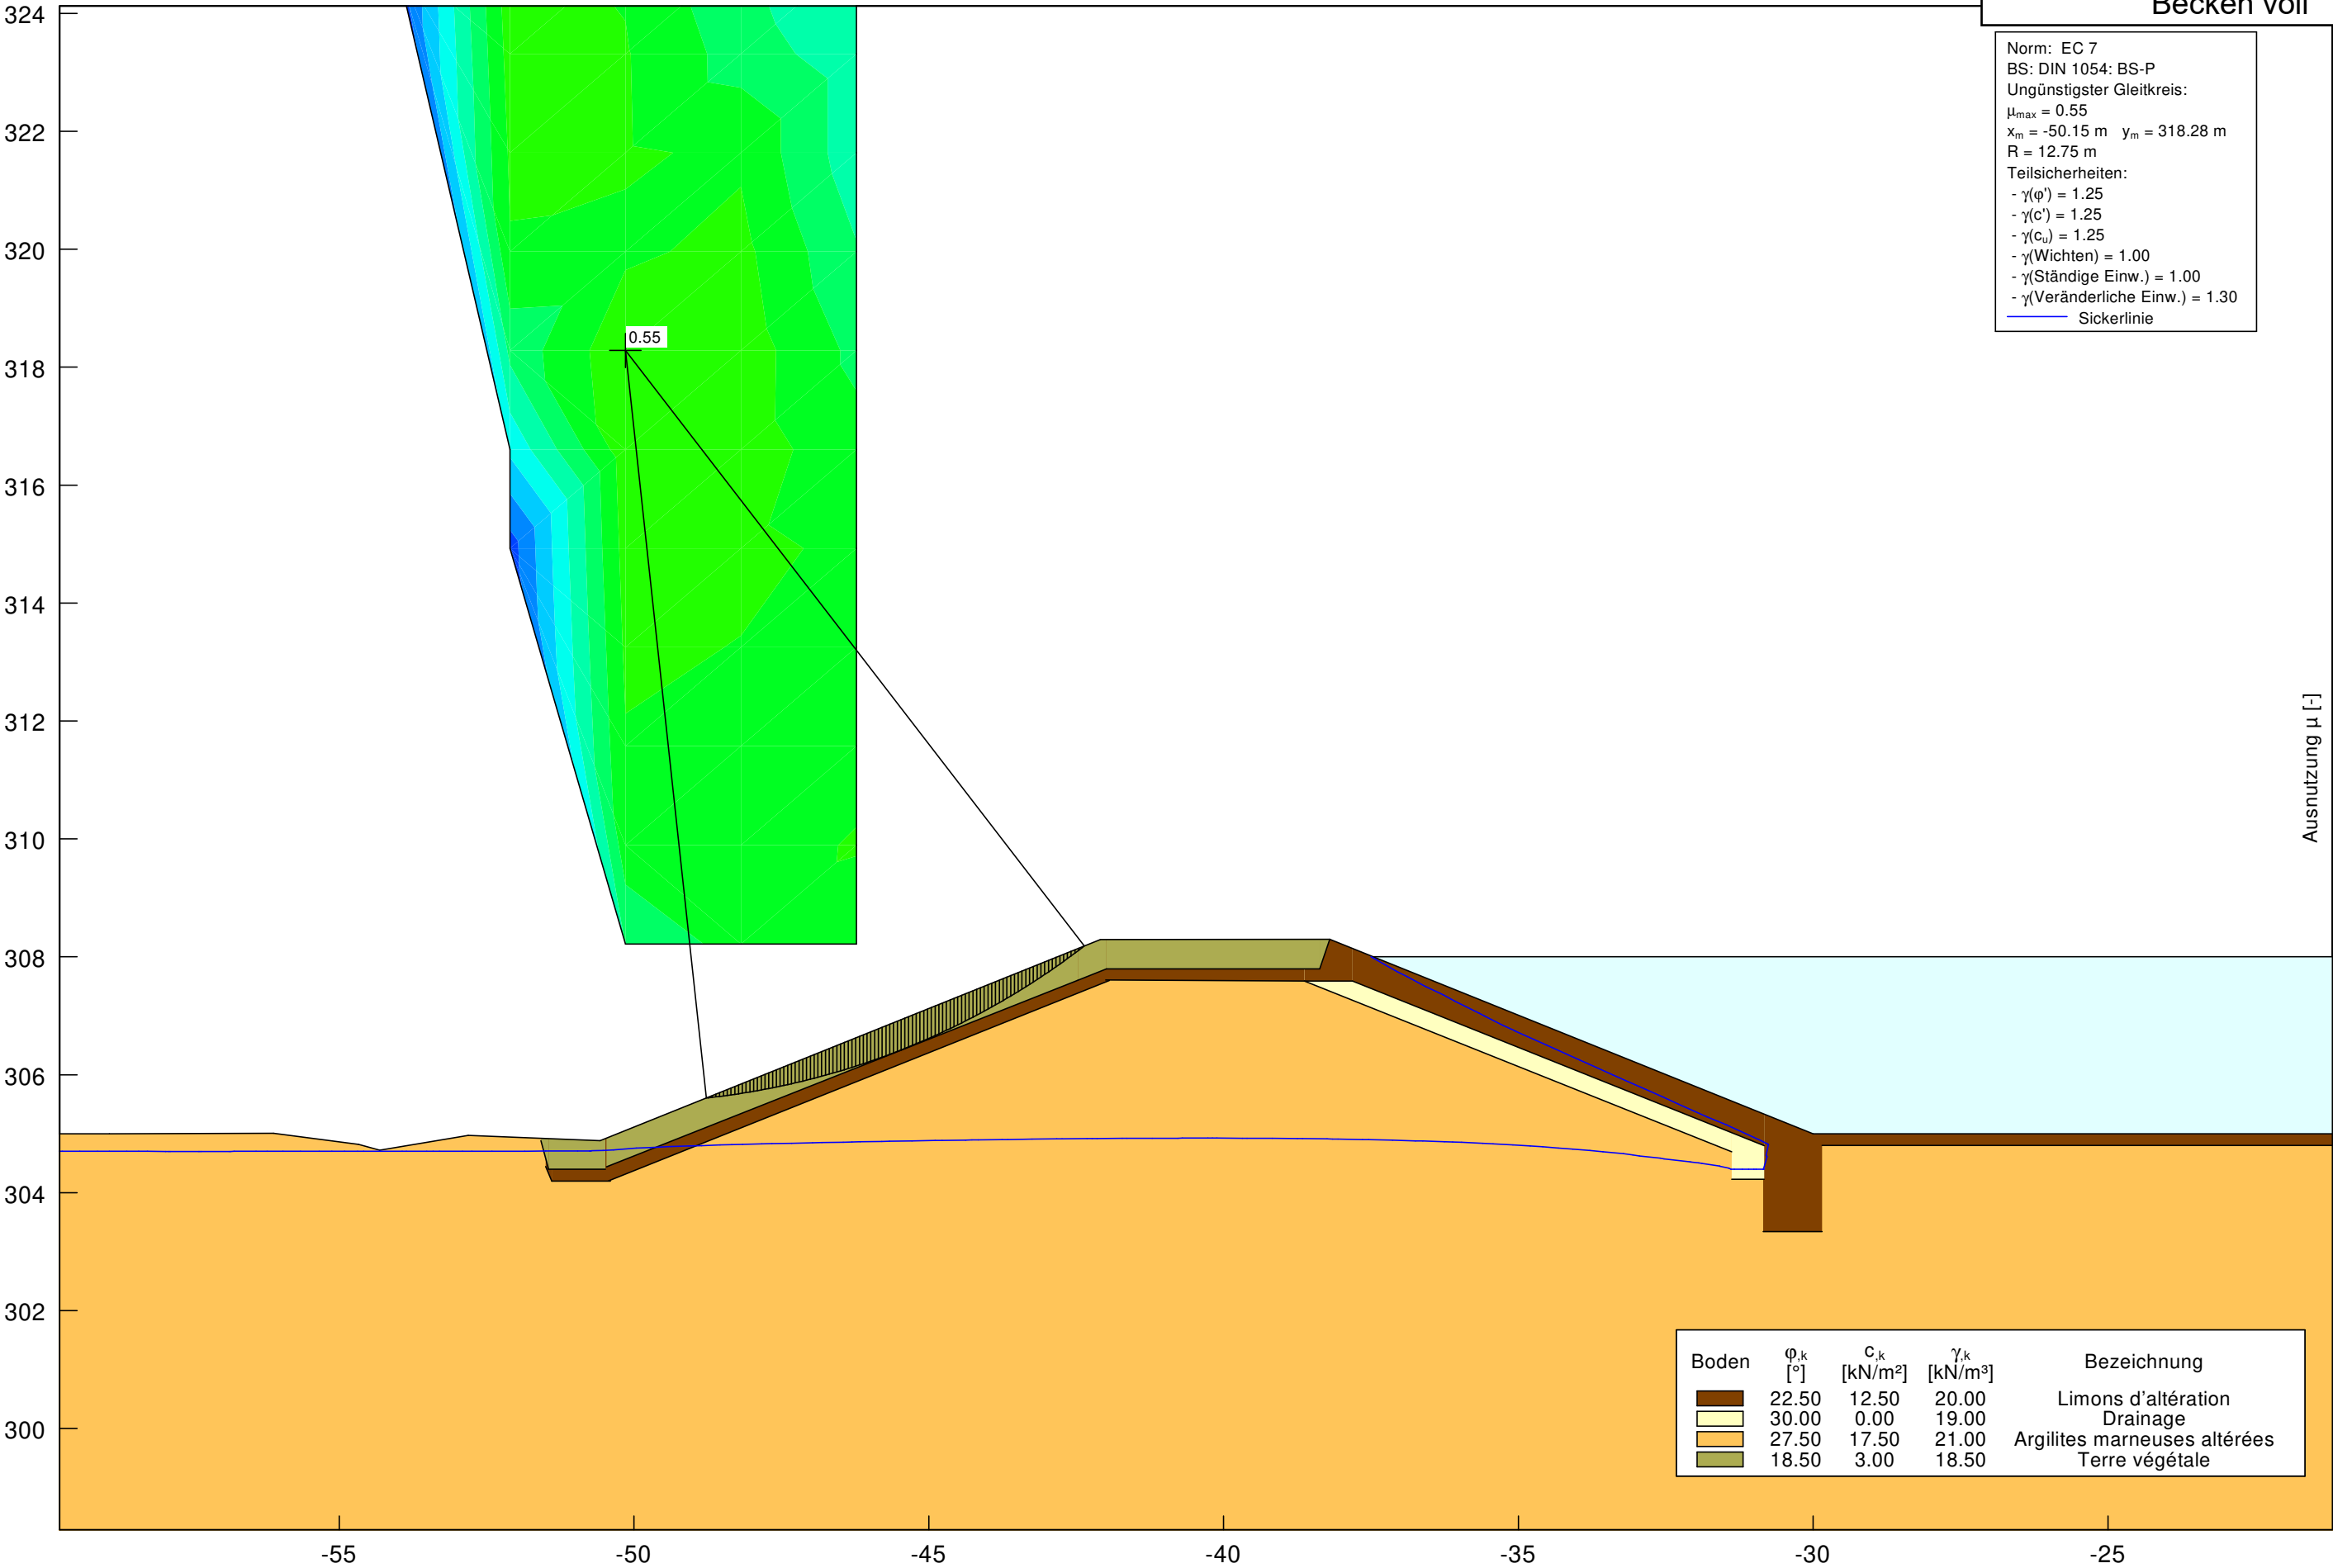 Becken voll
Norm: EC 7
BS: DIN 1054: BS-P
Ungünstigster Gleitkreis:
μmax = 0.55
xm = -50.15 m ym = 318.28 m
R = 12.75 m
Teilsicherheiten:
- γ(φ') = 1.25
- γ(c') = 1.25
- γ(cu) = 1.25
- γ(Wichten) = 1.00
- γ(Ständige Einw.) = 1.00
- γ(Veränderliche Einw.) = 1.30
Sickerlinie
324
322
320
318
316
314
312
310
308
306
304
302
300
0.55
Ausnutzung μ [-]
Boden φ,k [°] c,k [kN/m²] γ,k [kN/m³] Bezeichnung
22.50 12.50 20.00 Limons d'altération
30.00 0.00 19.00 Drainage
27.50 17.50 21.00 Argilites marneuses altérées
18.50 3.00 18.50 Terre végétale
-55 -50 -45 -40 -35 -30 -25